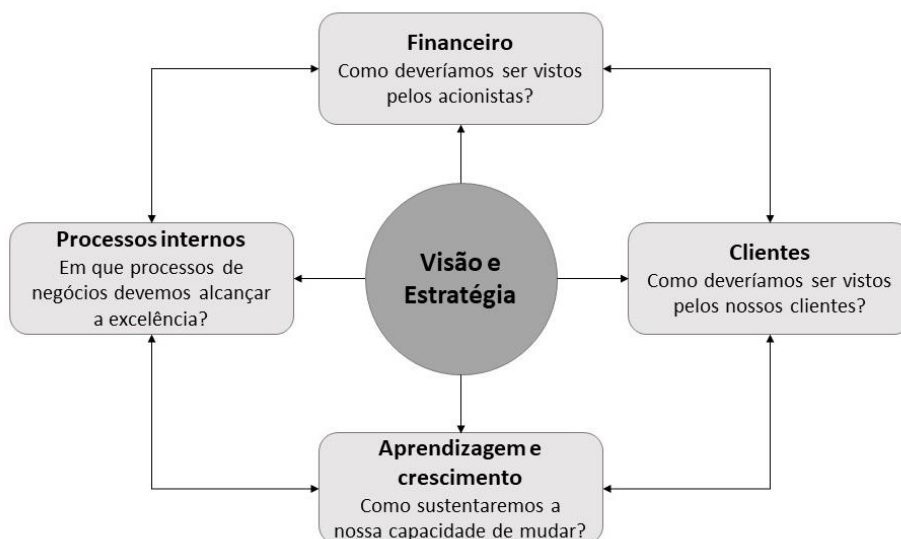 Financeiro
Como deveríamos ser vistos
pelos acionistas?
Processos internos
Em que processos de
negócios devemos alcançar
a excelência?
Visão e
Estratégia
Clientes
Como deveríamos ser vistos
pelos nossos clientes?
Aprendizagem e
crescimento
Como sustentaremos a
nossa capacidade de mudar?